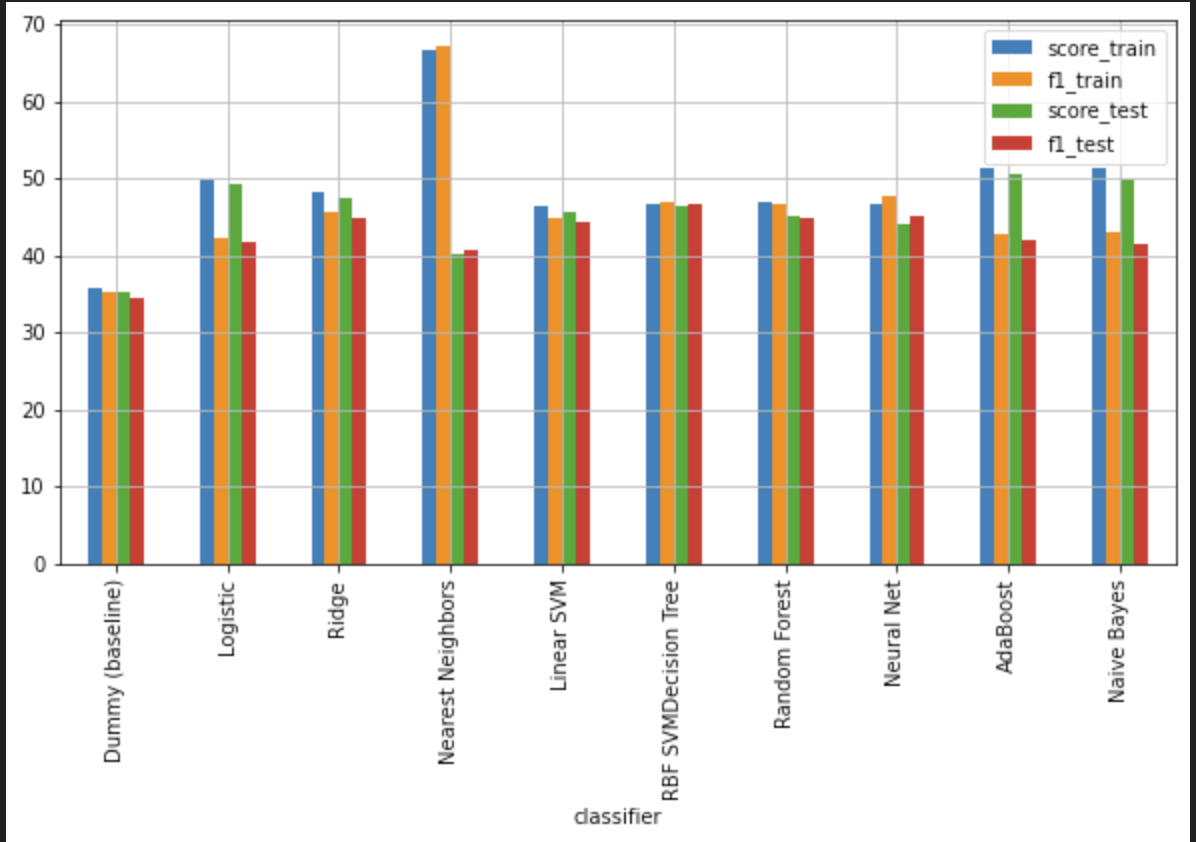 70
60
50
40
30
20
10
0
score_train
f1_train
score_test
f1_test
Dummy (baseline)
Logistic
Ridge
Nearest Neighbors
Linear SVM
RBF SVMDecision Tree
Random Forest
Neural Net
AdaBoost
Naive Bayes
classifier